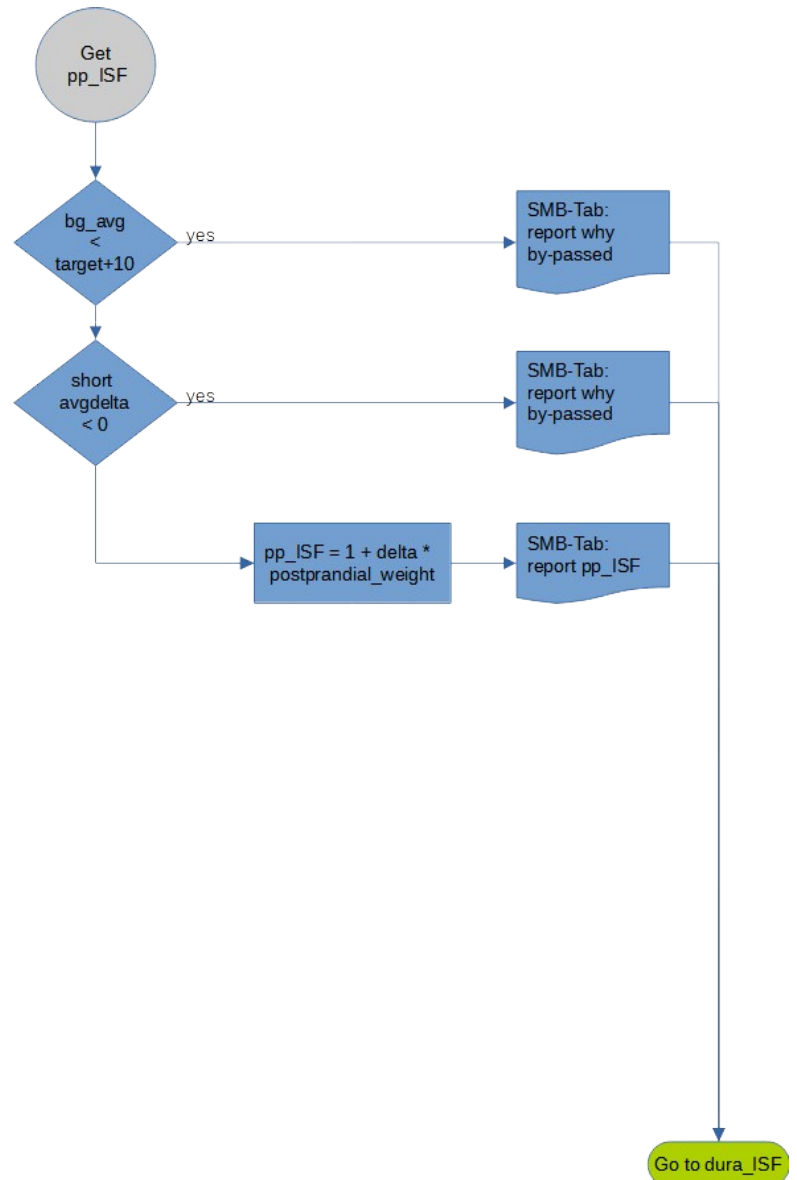 Get
pp_ISF
bg_avg
<
target+10
yes
SMB-Tab:
report why
by-passed
short
avgdelta
< 0
yes
SMB-Tab:
report why
by-passed
pp_ISF = 1 + delta *
postprandial_weight
SMB-Tab:
report pp_ISF
Go to dura_ISF